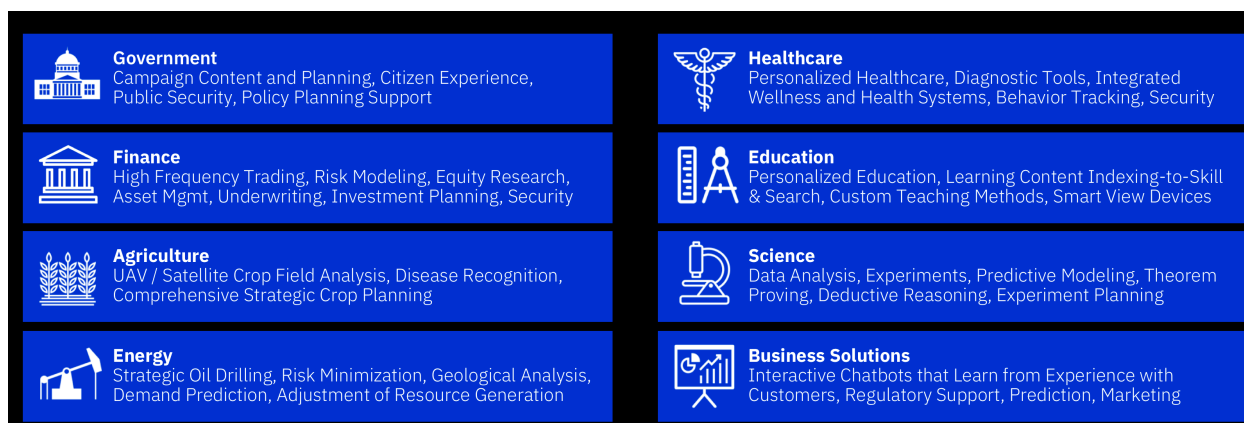 Government
Campaign Content and Planning, Citizen Experience,
Public Security, Policy Planning Support
Finance
High Frequency Trading, Risk Modeling, Equity Research,
Asset Mgmt, Underwriting, Investment Planning, Security
Agriculture
UAV / Satellite Crop Field Analysis, Disease Recognition,
Comprehensive Strategic Crop Planning
Energy
Strategic Oil Drilling, Risk Minimization, Geological Analysis,
Demand Prediction, Adjustment of Resource Generation
Healthcare
Personalized Healthcare, Diagnostic Tools, Integrated
Wellness and Health Systems, Behavior Tracking, Security
Education
Personalized Education, Learning Content Indexing-to-Skill
& Search, Custom Teaching Methods, Smart View Devices
Science
Data Analysis, Experiments, Predictive Modeling, Theorem
Proving, Deductive Reasoning, Experiment Planning
Business Solutions
Interactive Chatbots that Learn from Experience with
Customers, Regulatory Support, Prediction, Marketing